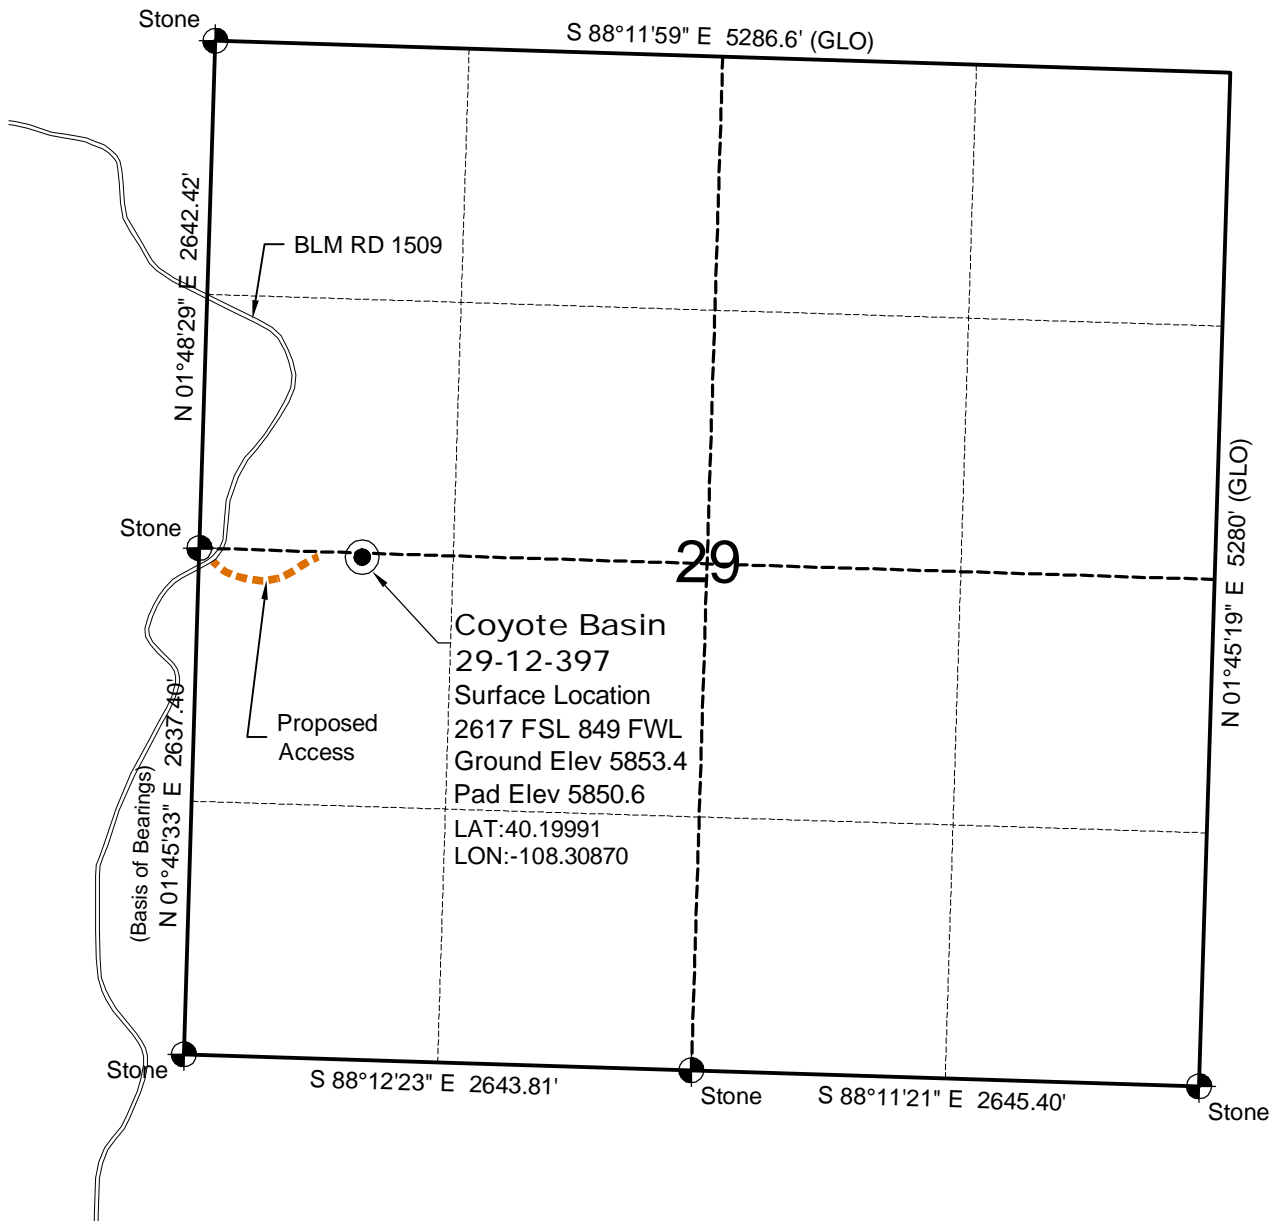 Stone
S 88°11'59" E 5286.6' (GLO)
N 01°48'29" E 2642.42'
BLM RD 1509
Stone
29
N 01°45'19" E 5280' (GLO)
Coyote Basin
29-12-397
Surface Location
2617 FSL 849 FWL
Ground Elev 5853.4
Pad Elev 5850.6
LAT:40.19991
LON:-108.30870
Proposed
Access
(Basis of Bearings)
N 01°45'33" E 2637.40'
Stone
S 88°12'23" E 2643.81'
Stone
S 88°11'21" E 2645.40'
Stone